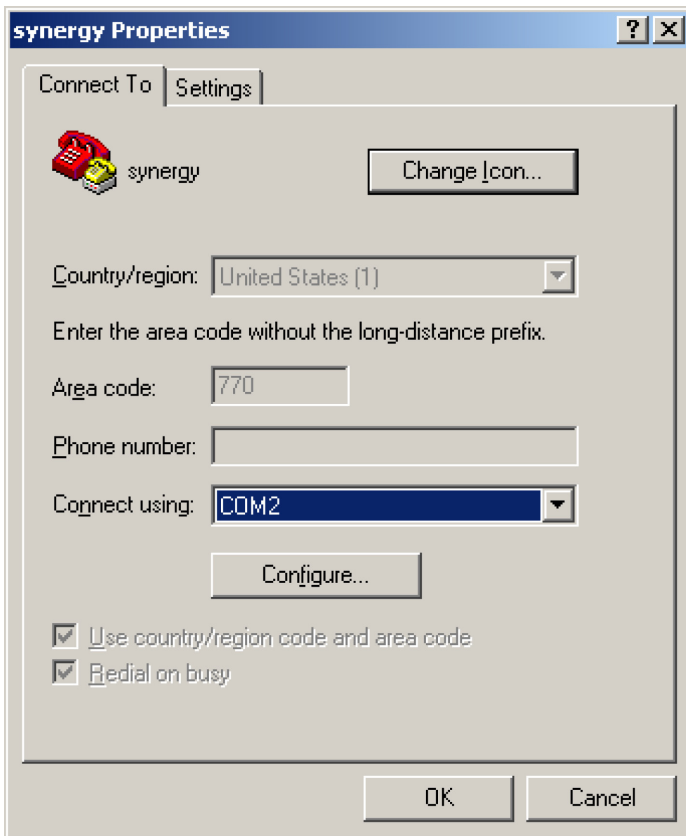 synergy Properties
Connect To Settings
synergy Change Icon...
Country/region: United States (1)
Enter the area code without the long-distance prefix.
Area code: 770
Phone number:
Connect using: COM2
Configure...
Use country/region code and area code
Redial on busy
OK Cancel